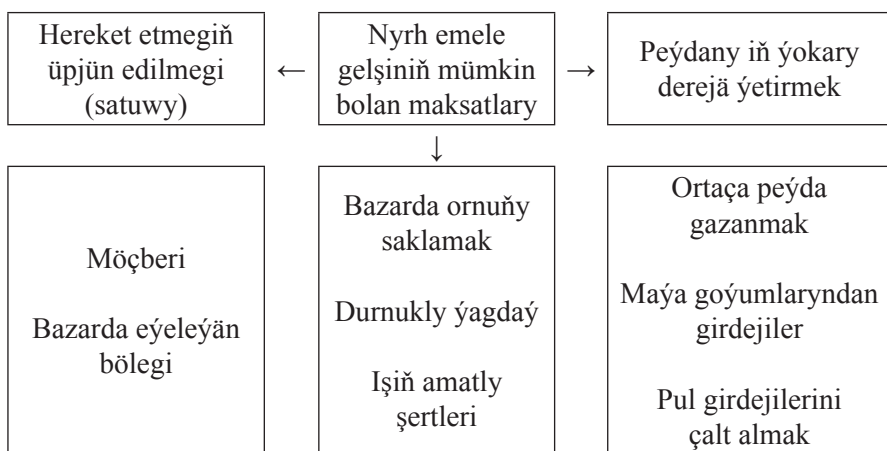 Hereket etmegiň
üpjün edilmegi
(satuwy)
←
Nyrh emele
gelşiniň mümkin
bolan maksatlary
→
Peýdany iň ýokary
derejä ýetirmek
↓
Möçberi
Bazarda eýeleýän
bölegi
Bazarda ornuňy
saklamak
Durnukly ýagdaý
Işiň amatly
şertleri
Ortaça peýda
gazanmak
Maýa goýumlaryndan
girdejiler
Pul girdejilerini
çalt almak